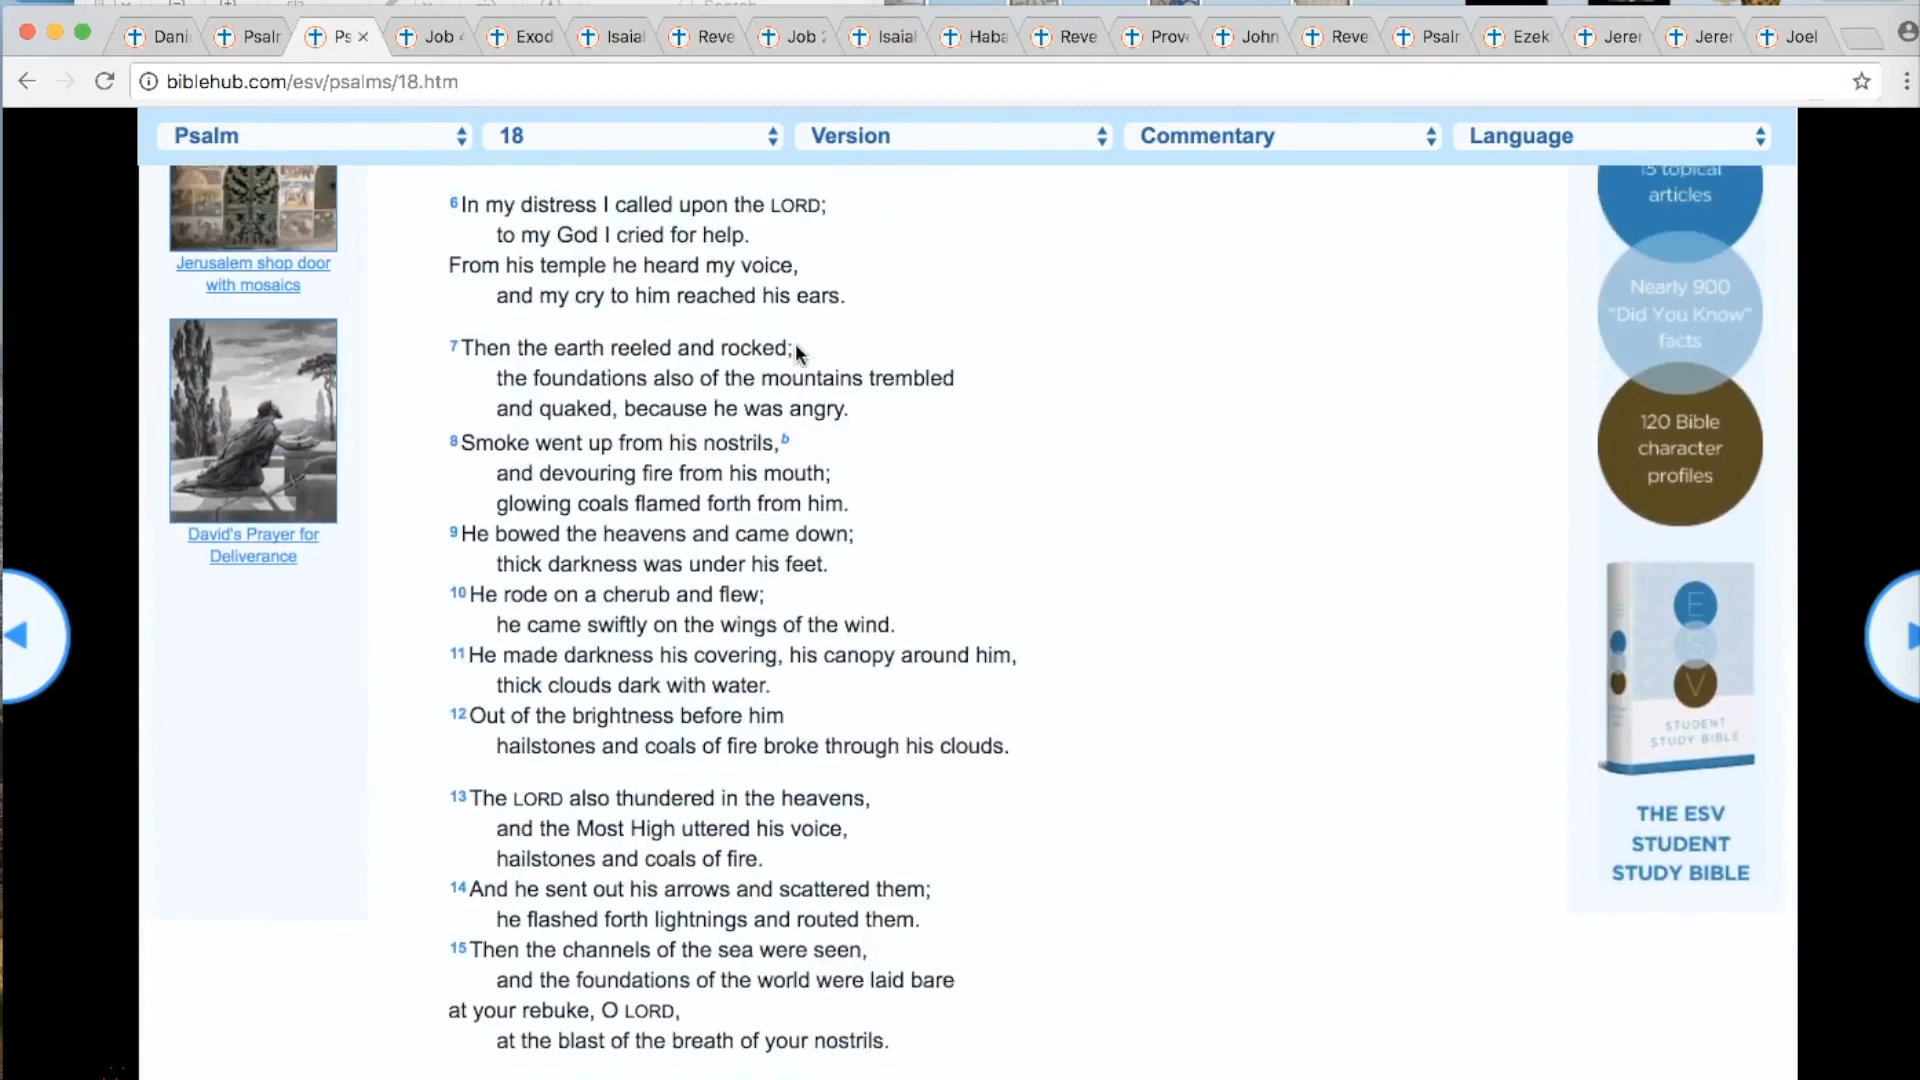 Dani
Psalr
Ps
Job 4
Exod
Isaial
Reve
Job 2
Isaial
Haba
Reve
Prov
John
Reve
Psalr
Ezek
Jerer
Jerer
Joel
biblehub.com/esv/psalms/18.htm
Psalm
18
Version
Commentary
Language
Jerusalem shop door
with mosaics
David's Prayer for
Deliverance
6 In my distress I called upon the LORD;
to my God I cried for help.
From his temple he heard my voice,
and my cry to him reached his ears.
7 Then the earth reeled and rocked;
the foundations also of the mountains trembled
and quaked, because he was angry.
8 Smoke went up from his nostrils,b
and devouring fire from his mouth;
glowing coals flamed forth from him.
9 He bowed the heavens and came down;
thick darkness was under his feet.
10 He rode on a cherub and flew;
he came swiftly on the wings of the wind.
11 He made darkness his covering, his canopy around him,
thick clouds dark with water.
12 Out of the brightness before him
hailstones and coals of fire broke through his clouds.
13 The LORD also thundered in the heavens,
and the Most High uttered his voice,
hailstones and coals of fire.
14 And he sent out his arrows and scattered them;
he flashed forth lightnings and routed them.
15 Then the channels of the sea were seen,
and the foundations of the world were laid bare
at your rebuke, O LORD,
at the blast of the breath of your nostrils.
15 topical
articles
Nearly 900
"Did You Know"
facts
120 Bible
character
profiles
E
S
V
STUDENT
STUDY BIBLE
THE ESV
STUDENT
STUDY BIBLE